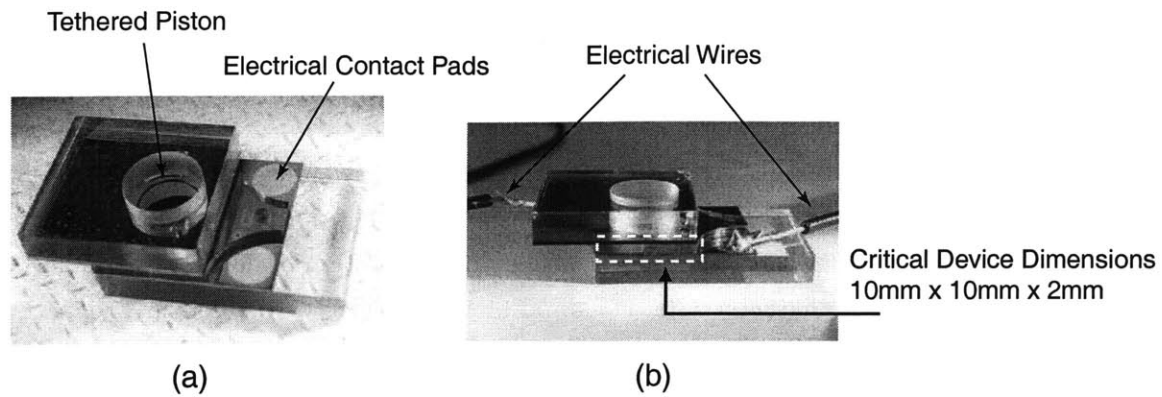 Tethered Piston
Electrical Contact Pads
Electrical Wires
Critical Device Dimensions
10mm x 10mm x 2mm
(a)
(b)